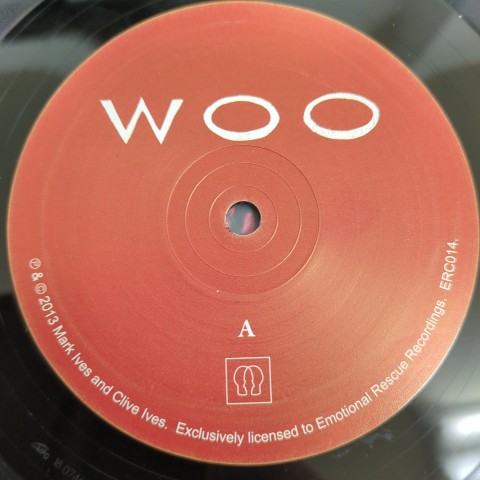 WOO
A
℗ & © 2013 Mark Ives and Clive Ives. Exclusively licensed to Emotional Rescue Recordings. ERC014.